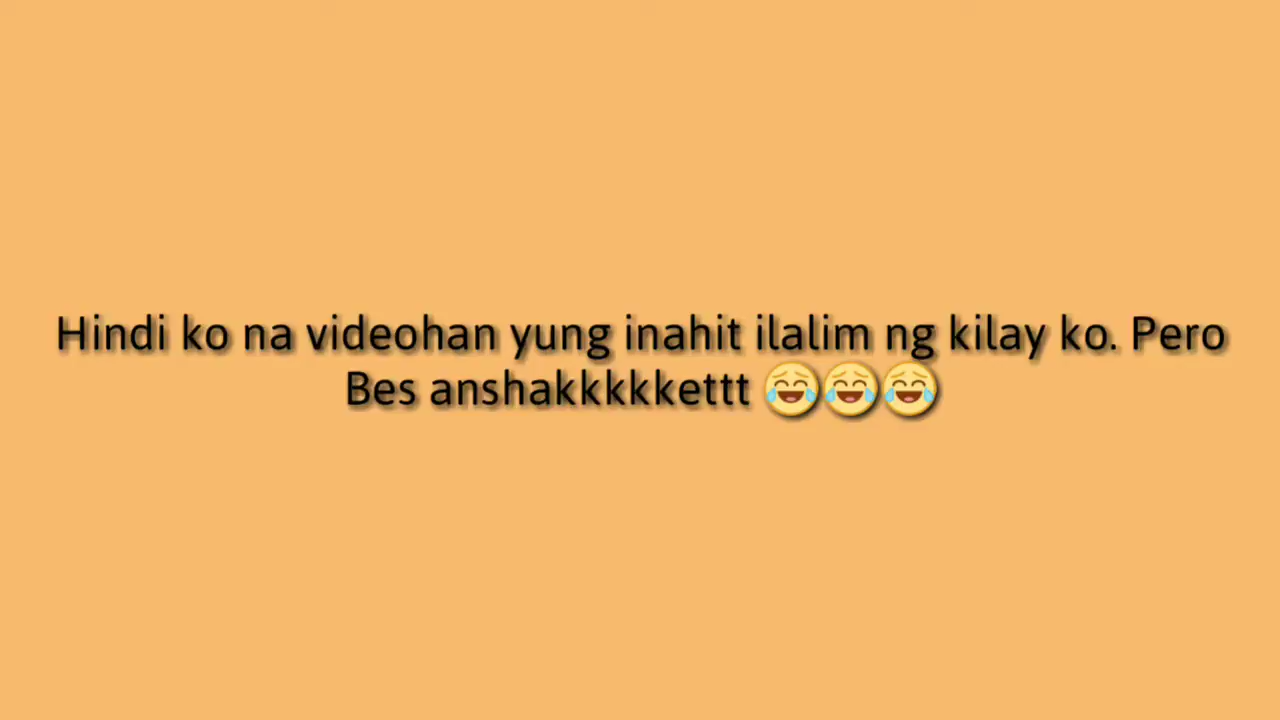 Hindi ko na videohan yung inahit ilalim ng kilay ko. Pero
Bes anshakkkkkettt 😂😂😂